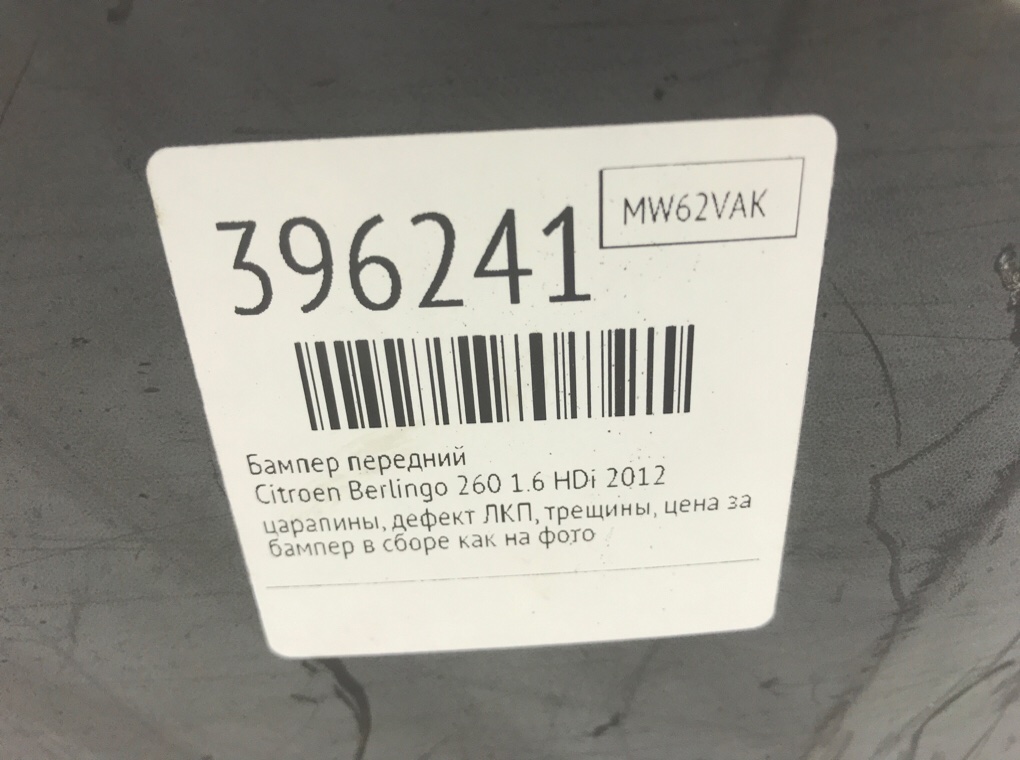 396241
MW62VAK
Бампер передний
Citroen Berlingo 260 1.6 HDi 2012
царапины, дефект ЛКП, трещины, цена за
бампер в сборе как на фото